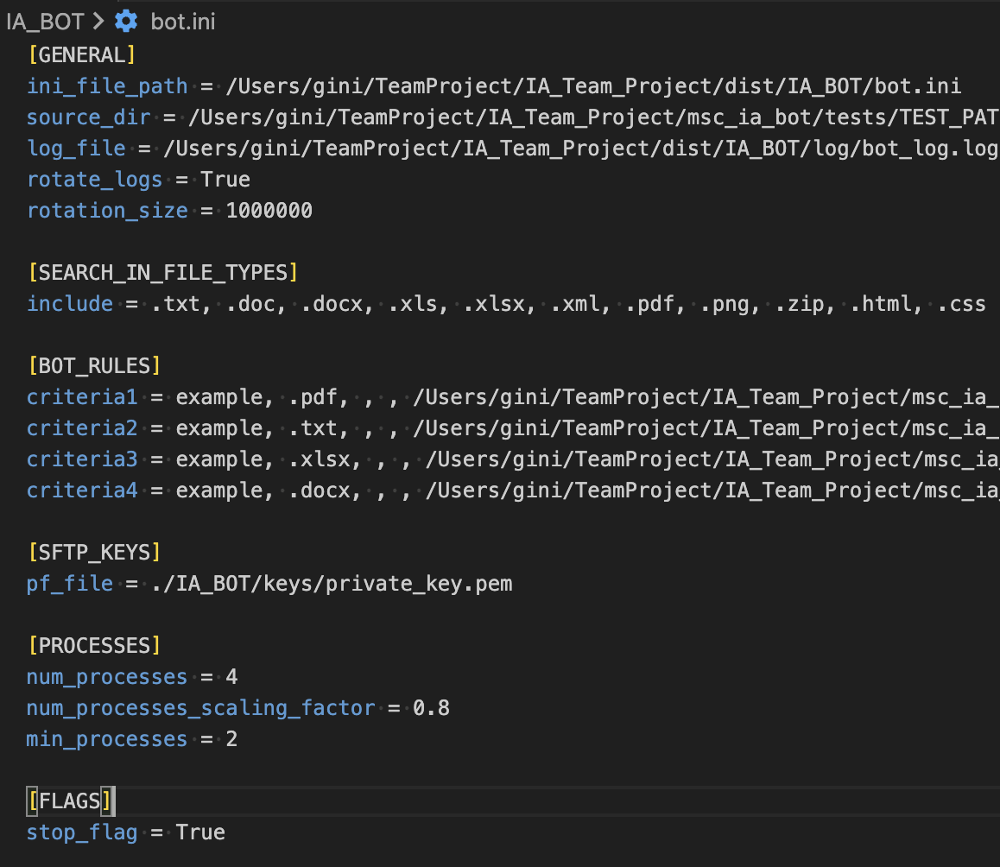 IA_BOT > bot.ini
[GENERAL]
ini_file_path = /Users/gini/TeamProject/IA_Team_Project/dist/IA_BOT/bot.ini
source_dir = /Users/gini/TeamProject/IA_Team_Project/msc_ia_bot/tests/TEST_PAT
log_file = /Users/gini/TeamProject/IA_Team_Project/dist/IA_BOT/log/bot_log.log
rotate_logs = True
rotation_size = 1000000
[SEARCH_IN_FILE_TYPES]
include = .txt, .doc, .docx, .xls, .xlsx, .xml, .pdf, .png, .zip, .html, .css
[BOT_RULES]
criteria1 = example, .pdf, , , /Users/gini/TeamProject/IA_Team_Project/msc_ia_
criteria2 = example, .txt, , , /Users/gini/TeamProject/IA_Team_Project/msc_ia_
criteria3 = example, .xlsx, , , /Users/gini/TeamProject/IA_Team_Project/msc_ia_
criteria4 = example, .docx, , , /Users/gini/TeamProject/IA_Team_Project/msc_ia_
[SFTP_KEYS]
pf_file = ./IA_BOT/keys/private_key.pem
[PROCESSES]
num_processes = 4
num_processes_scaling_factor = 0.8
min_processes = 2
[FLAGS]
stop_flag = True